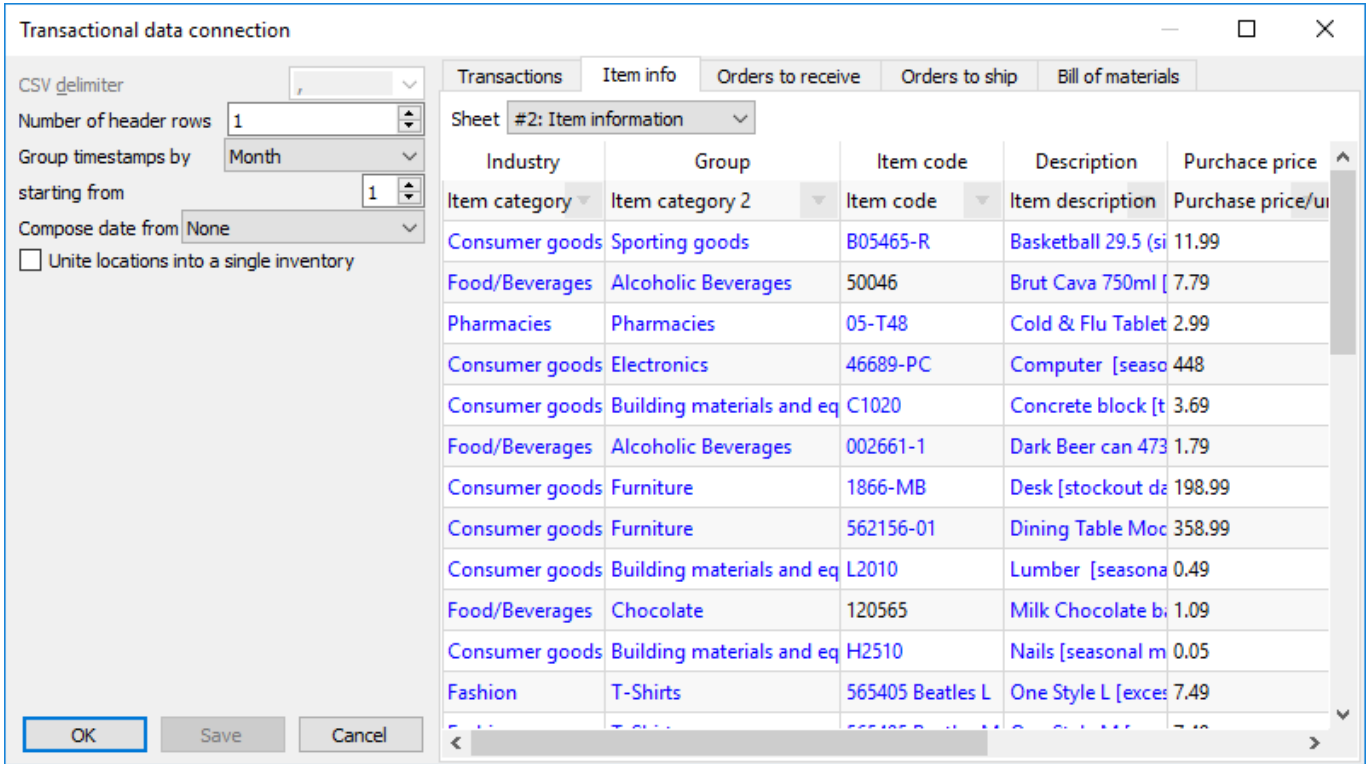 Transactional data connection
CSV delimiter ,
Number of header rows 1
Group timestamps by Month
starting from 1
Compose date from None
Unite locations into a single inventory
OK Save Cancel
Transactions Item info Orders to receive Orders to ship Bill of materials
Sheet #2: Item information
Industry Group Item code Description Purchace price
Item category Item category 2 Item code Item description Purchase price/u
Consumer goods Sporting goods B05465-R Basketball 29.5 (si 11.99
Food/Beverages Alcoholic Beverages 50046 Brut Cava 750ml [ 7.79
Pharmacies Pharmacies 05-T48 Cold & Flu Tablet 2.99
Consumer goods Electronics 46689-PC Computer [seaso 448
Consumer goods Building materials and eq C1020 Concrete block [t 3.69
Food/Beverages Alcoholic Beverages 002661-1 Dark Beer can 473 1.79
Consumer goods Furniture 1866-MB Desk [stockout da 198.99
Consumer goods Furniture 562156-01 Dining Table Moc 358.99
Consumer goods Building materials and eq L2010 Lumber [seasona 0.49
Food/Beverages Chocolate 120565 Milk Chocolate ba 1.09
Consumer goods Building materials and eq H2510 Nails [seasonal m 0.05
Fashion T-Shirts 565405 Beatles L One Style L [exces 7.49